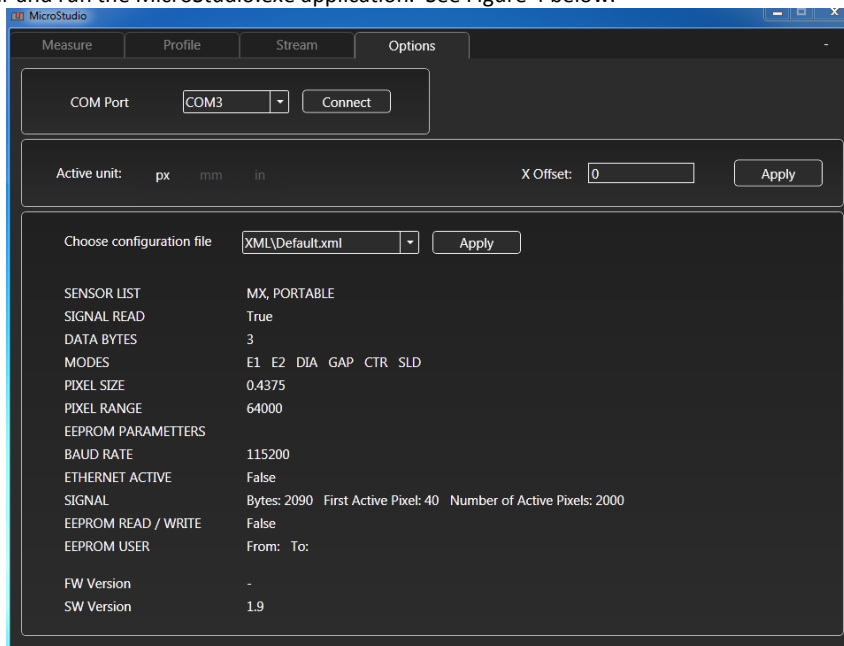 and run the MicroStudio.exe application. See Figure 4 below.
MicroStudio
Measure Profile Stream Options -
COM Port COM3 Connect
Active unit: px mm in X Offset: 0 Apply
Choose configuration file XML\Default.xml Apply
SENSOR LIST MX, PORTABLE
SIGNAL READ True
DATA BYTES 3
MODES E1 E2 DIA GAP CTR SLD
PIXEL SIZE 0.4375
PIXEL RANGE 64000
EEPROM PARAMETTERS
BAUD RATE 115200
ETHERNET ACTIVE False
SIGNAL Bytes: 2090 First Active Pixel: 40 Number of Active Pixels: 2000
EEPROM READ / WRITE False
EEPROM USER From: To:
FW Version -
SW Version 1.9